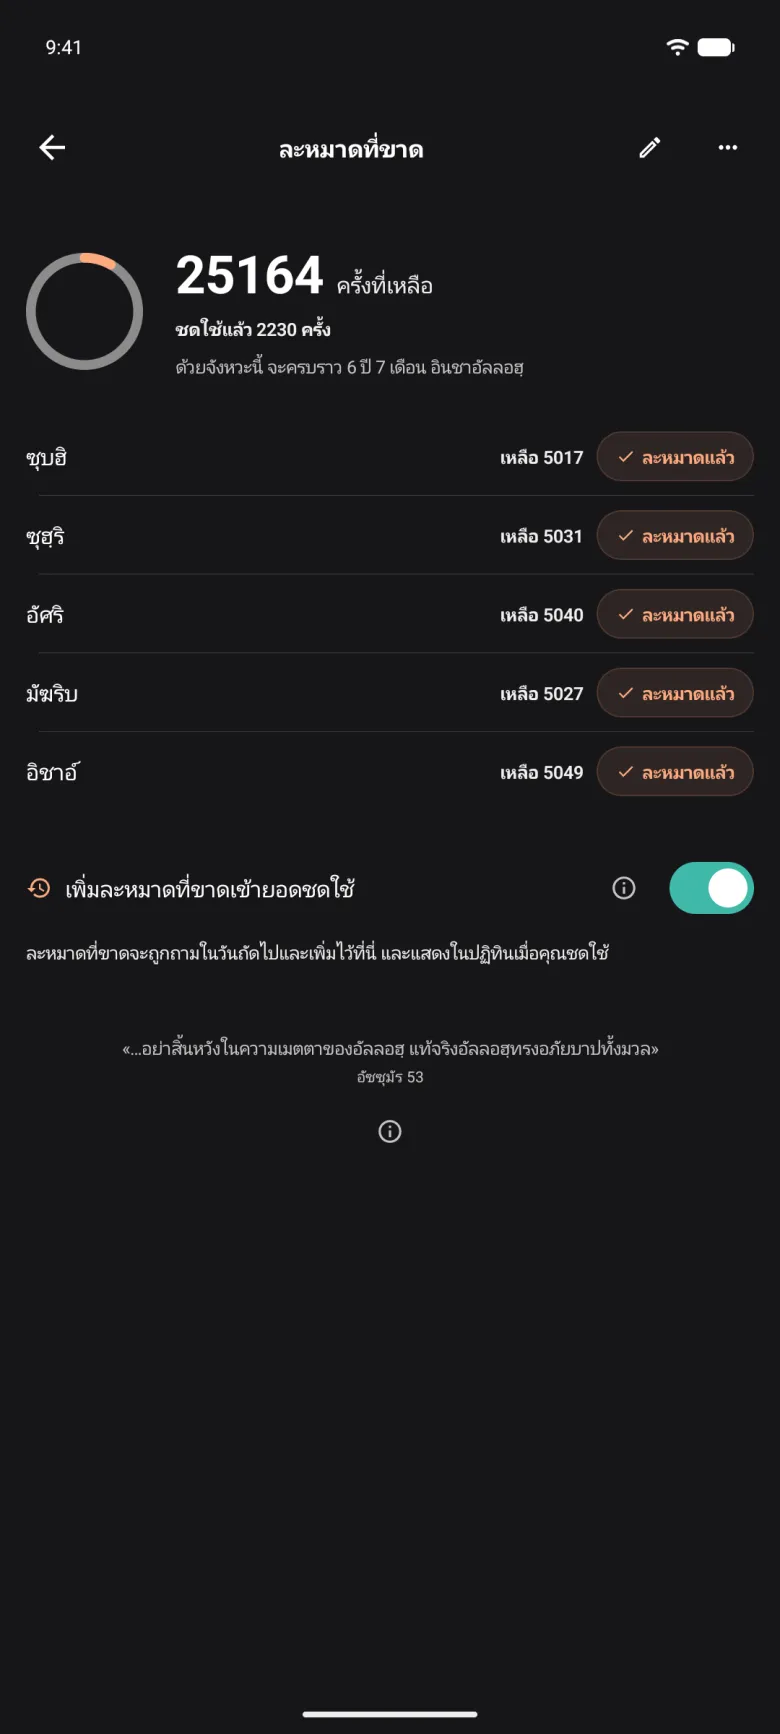 9:41
ละหมาดที่ขาด
25164 ครั้งที่เหลือ
ชดใช้แล้ว 2230 ครั้ง
ด้วยจังหวะนี้ จะครบราว 6 ปี 7 เดือน อินชาอัลลอฮฺ
ซุบฮิ
เหลือ 5017
ละหมาดแล้ว
ซุฮฺริ
เหลือ 5031
ละหมาดแล้ว
อัศริ
เหลือ 5040
ละหมาดแล้ว
มัฆริบ
เหลือ 5027
ละหมาดแล้ว
อิชาอ์
เหลือ 5049
ละหมาดแล้ว
เพิ่มละหมาดที่ขาดเข้ายอดชดใช้
ละหมาดที่ขาดจะถูกถามในวันถัดไปและเพิ่มไว้ที่นี่ และแสดงในปฏิทินเมื่อคุณชดใช้
«...อย่าสิ้นหวังในความเมตตาของอัลลอฮฺ แท้จริงอัลลอฮฺทรงอภัยบาปทั้งมวล»
อัซซุมัร 53